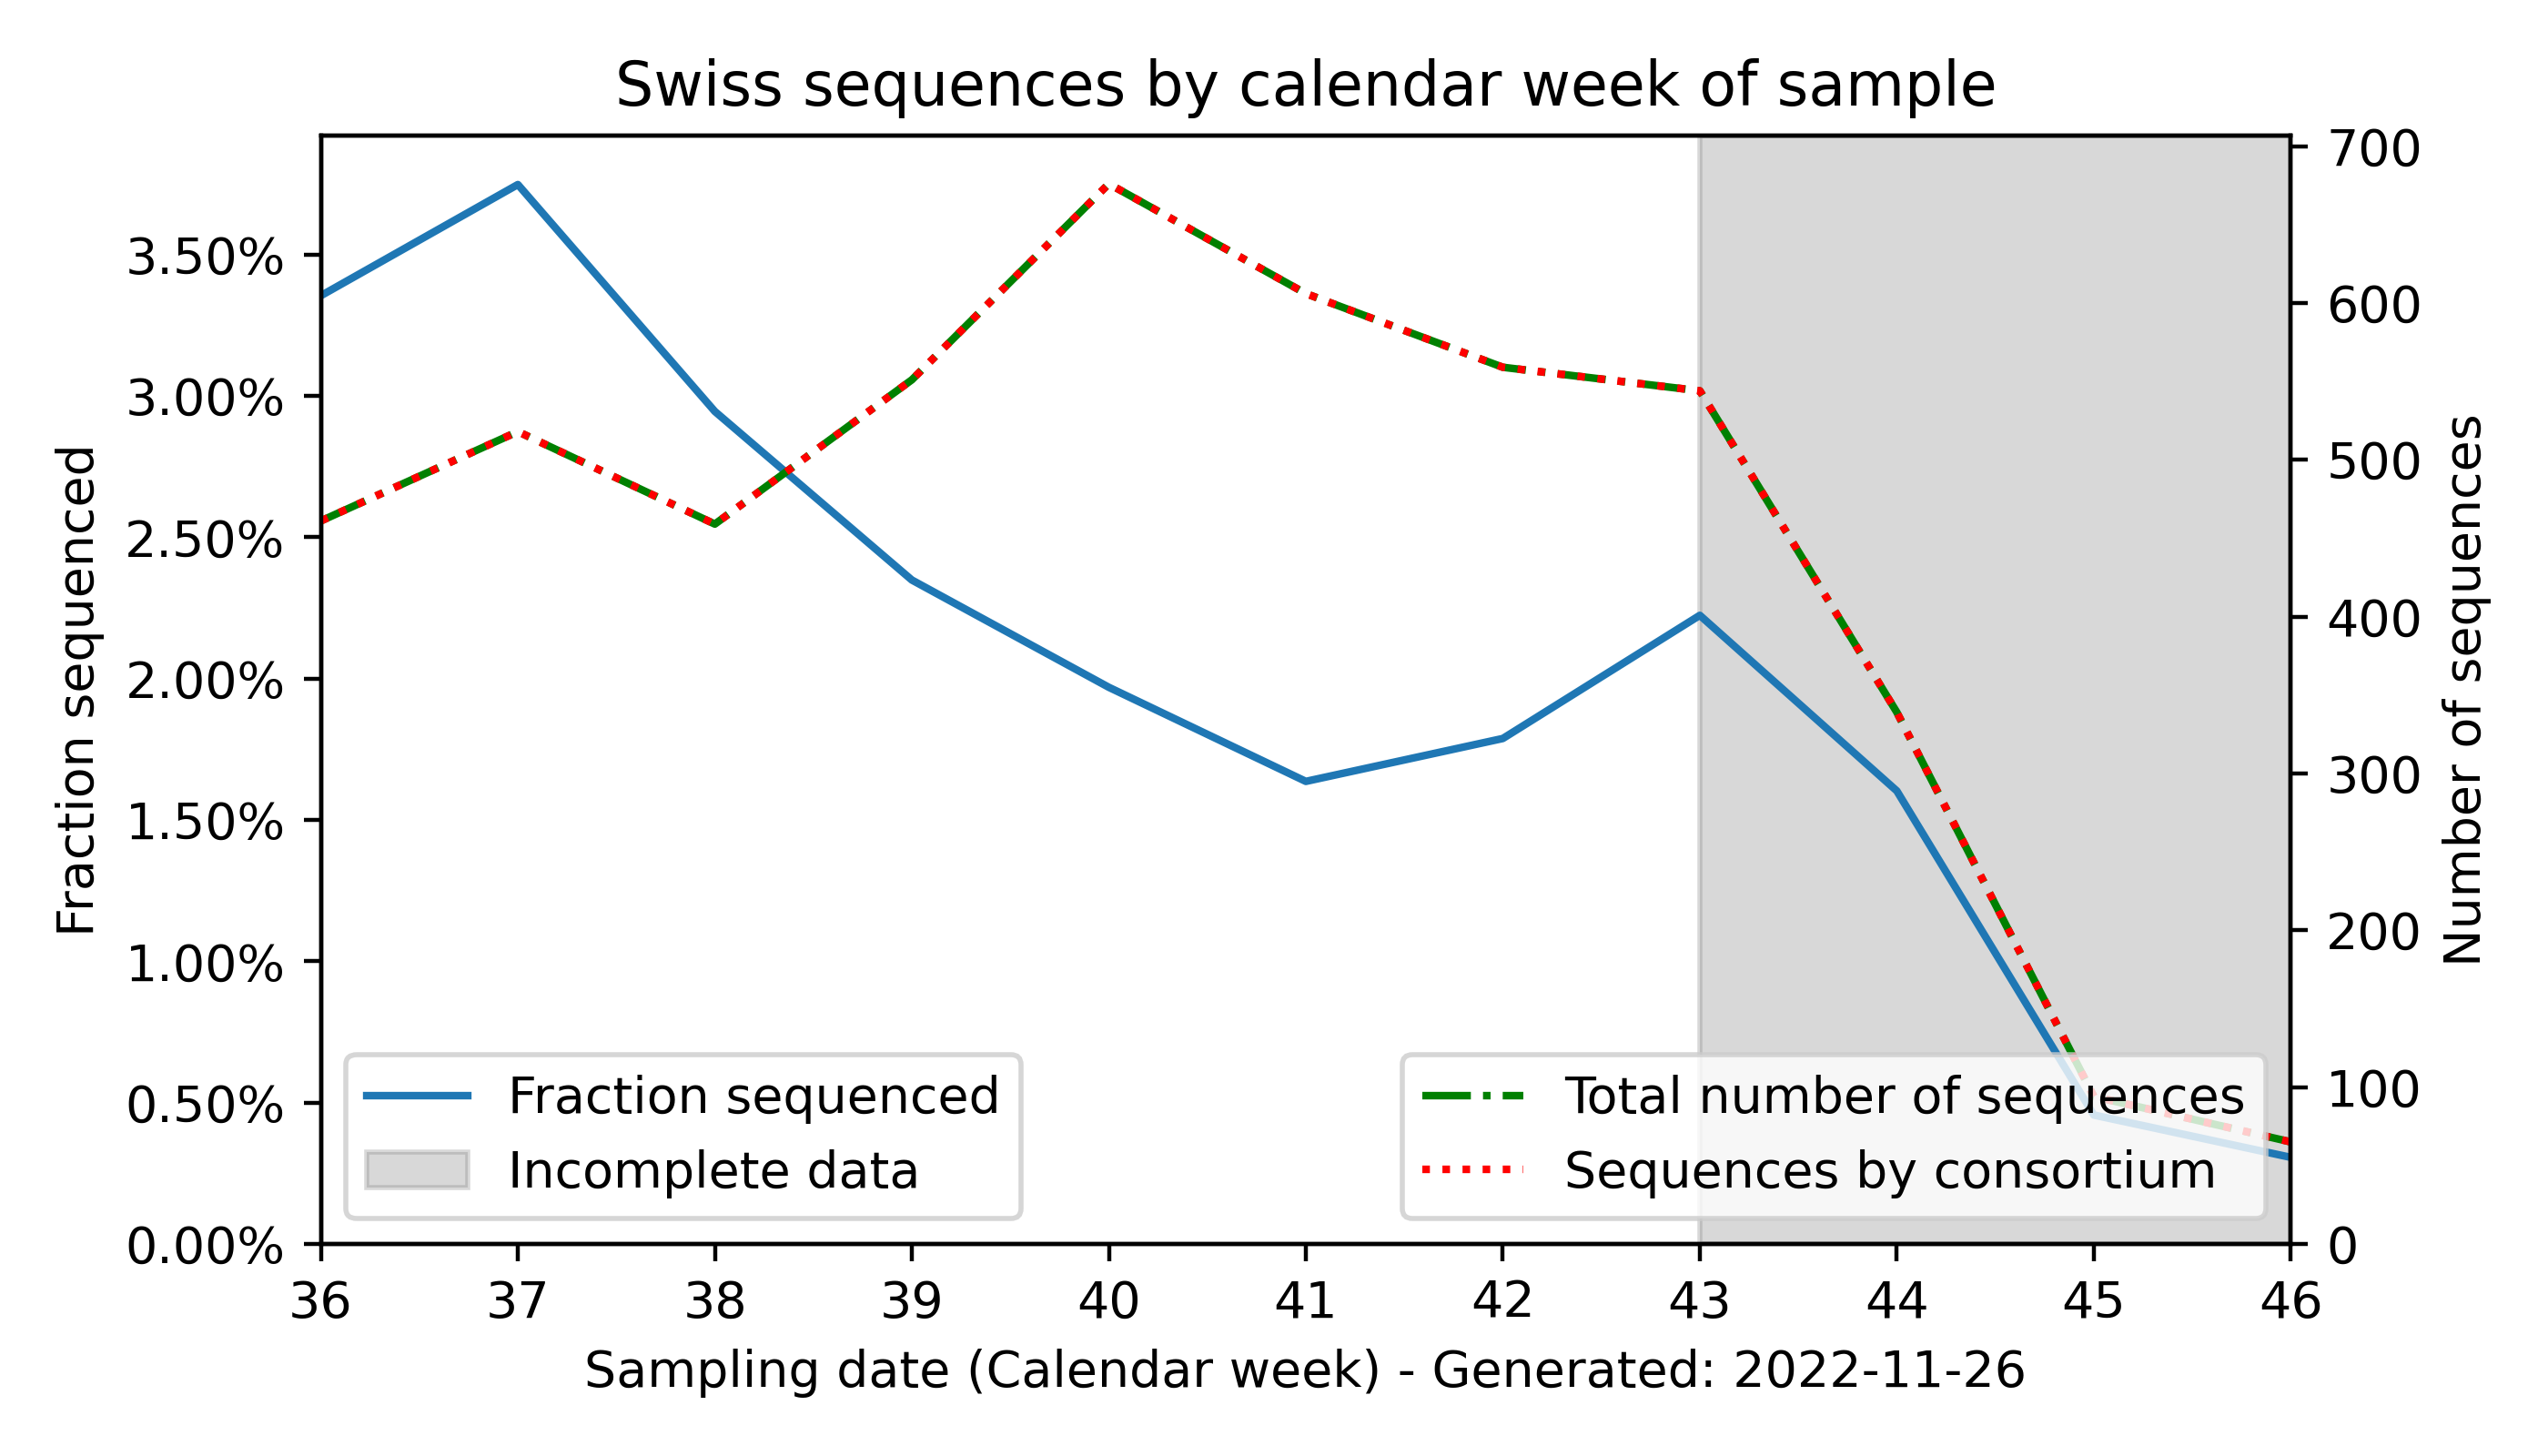 Swiss sequences by calendar week of sample
3.50%
3.00%
2.50%
2.00%
1.50%
1.00%
0.50%
0.00%
Fraction sequenced
700
600
500
400
300
200
100
0
Number of sequences
Fraction sequenced
Incomplete data
Total number of sequences
Sequences by consortium
36 37 38 39 40 41 42 43 44 45 46
Sampling date (Calendar week) - Generated: 2022-11-26